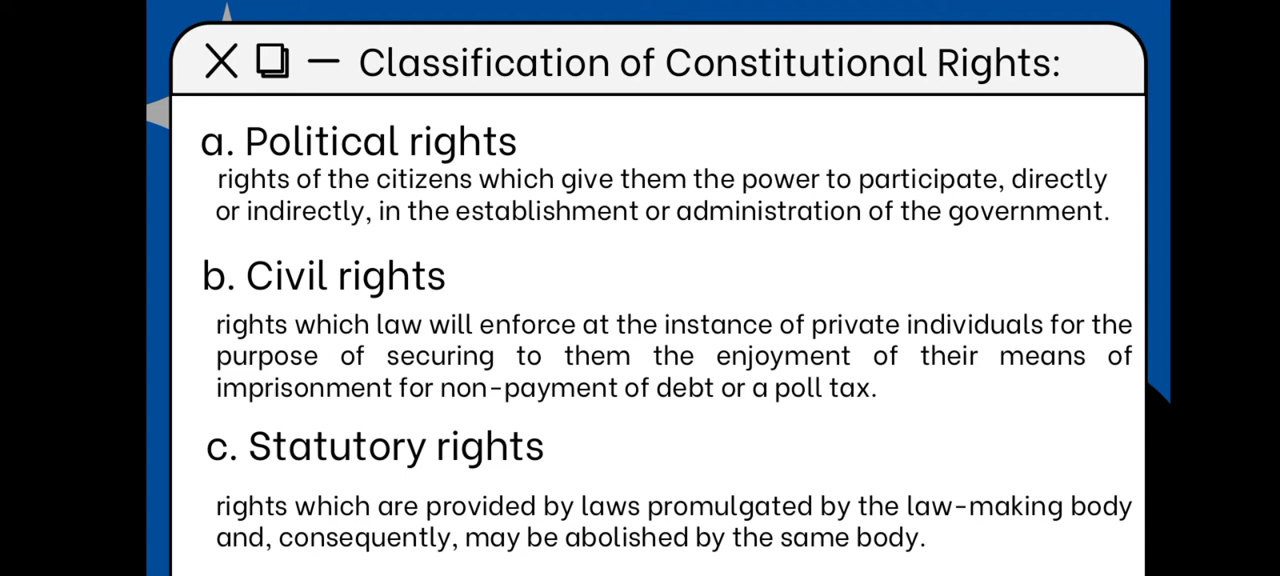 Classification of Constitutional Rights:
a. Political rights
rights of the citizens which give them the power to participate, directly
or indirectly, in the establishment or administration of the government.
b. Civil rights
rights which law will enforce at the instance of private individuals for the
purpose of securing to them the enjoyment of their means of
imprisonment for non-payment of debt or a poll tax.
c. Statutory rights
rights which are provided by laws promulgated by the law-making body
and, consequently, may be abolished by the same body.